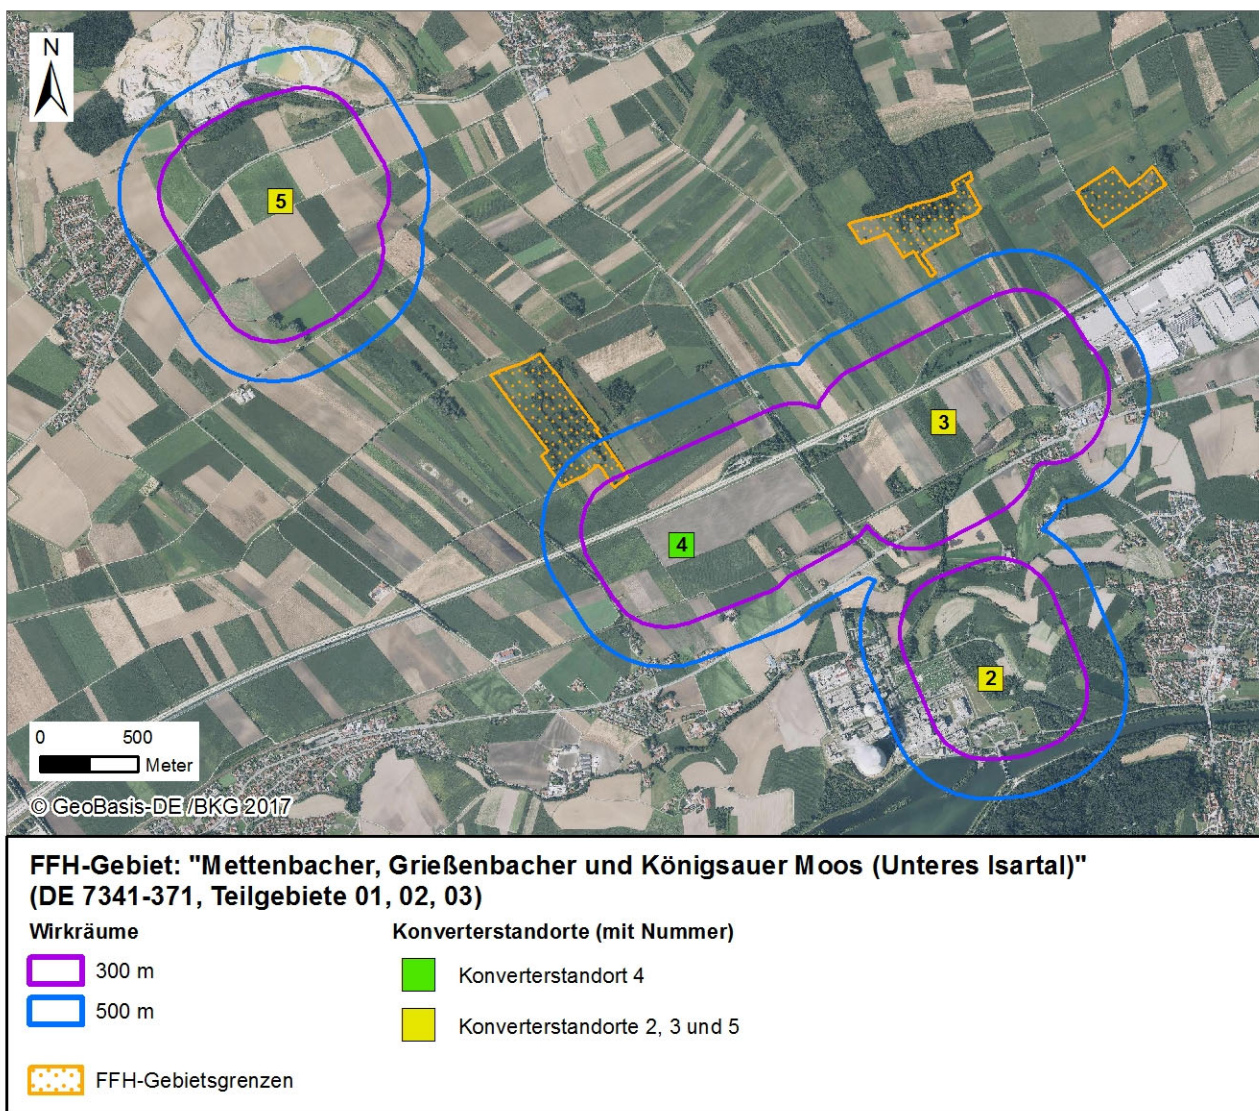 N
5
3
4
2
0 500
Meter
© GeoBasis-DE /BKG 2017
FFH-Gebiet: "Mettenbacher, Grießenbacher und Königsauer Moos (Unteres Isartal)"
(DE 7341-371, Teilgebiete 01, 02, 03)
Wirkräume
300 m
500 m
FFH-Gebietsgrenzen
Konverterstandorte (mit Nummer)
Konverterstandort 4
Konverterstandorte 2, 3 und 5